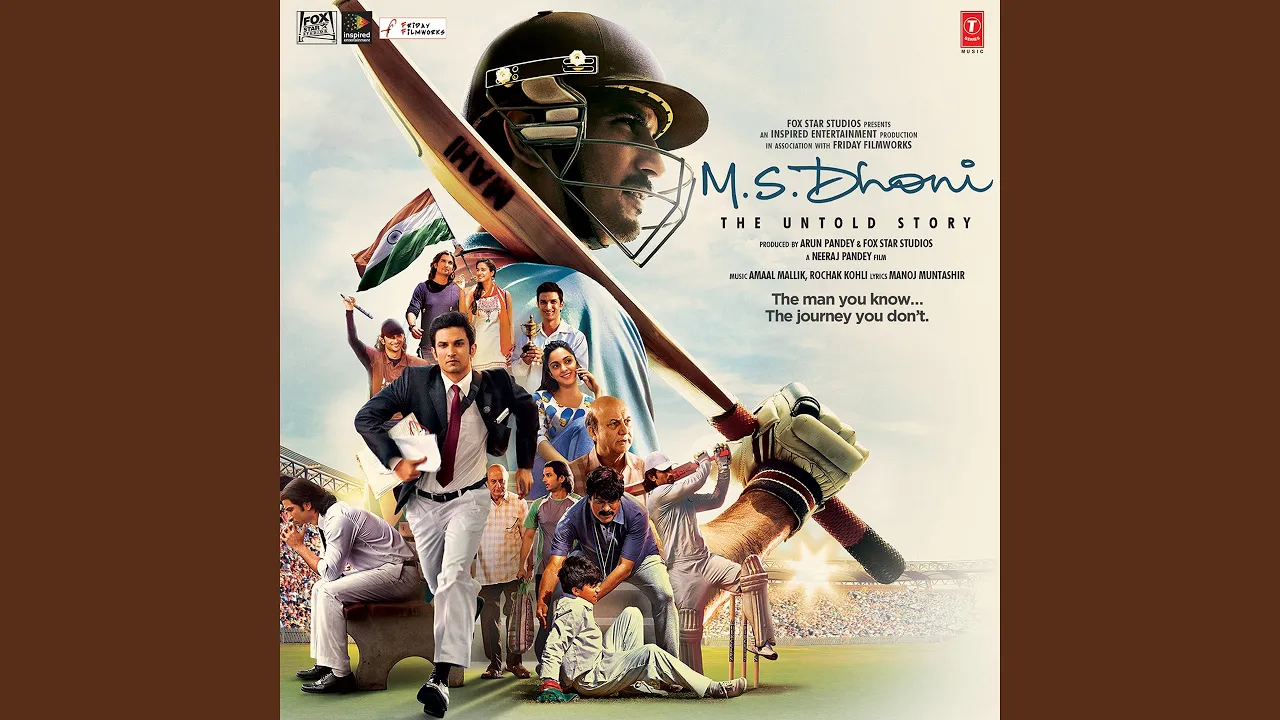 FOX
STAR
STUDIOS
inspired
entertainment
f FRIDAY
FILMWORKS
T
SERIES
MUSIC
MAHI
FOX STAR STUDIOS PRESENTS
AN INSPIRED ENTERTAINMENT PRODUCTION
IN ASSOCIATION WITH FRIDAY FILMWORKS
M.S.Dhoni
THE UNTOLD STORY
PRODUCED BY ARUN PANDEY & FOX STAR STUDIOS
A NEERAJ PANDEY FILM
MUSIC AMAAL MALLIK, ROCHAK KOHLI LYRICS MANOJ MUNTASHIR
The man you know...
The journey you don't.